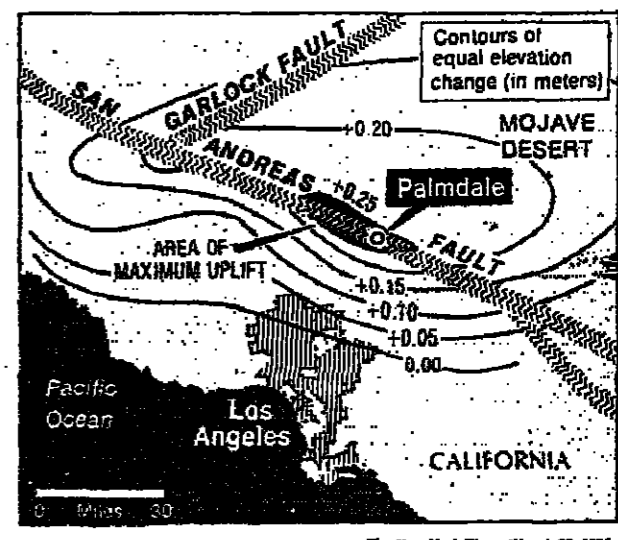 Contours of
equal elevation
change (in meters)
SAN
GARLOCK FAULT
+0.20
MOJAVE
DESERT
ANDREAS
+0.25
Palmdale
FAULT
AREA OF
MAXIMUM UPLIFT
+0.15
+0.10
+0.05
0.00
Pacific
Ocean
Los
Angeles
CALIFORNIA
0 Miles 30